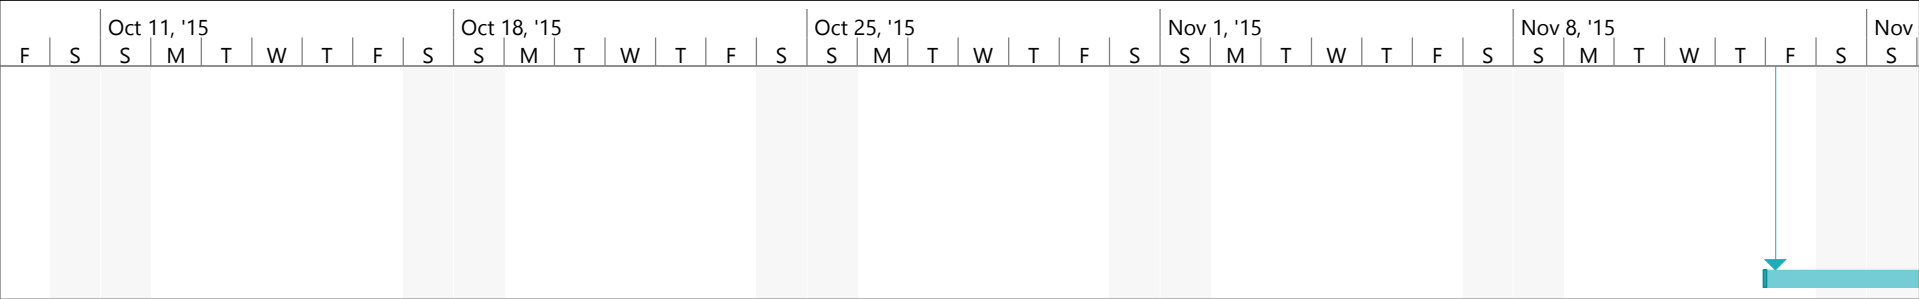 Oct 11, '15 Oct 18, '15 Oct 25, '15 Nov 1, '15 Nov 8, '15 Nov
F S S M T W T F S S M T W T F S S M T W T F S S M T W T F S S M T W T F S S